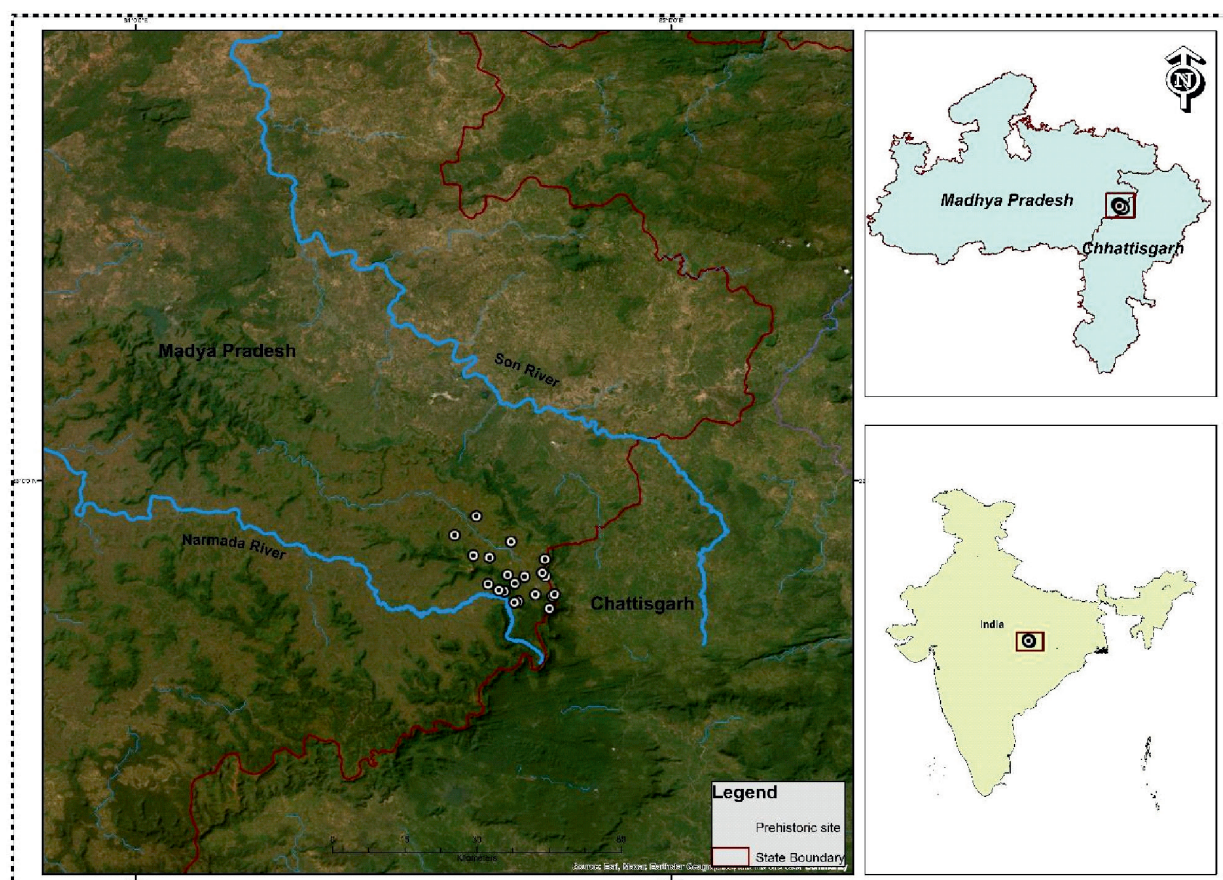 Madya Pradesh
Son River
Narmada River
Chattisgarh
Legend
Prehistoric site
State Boundary
Kilometers
N
Madhya Pradesh
Chhattisgarh
India